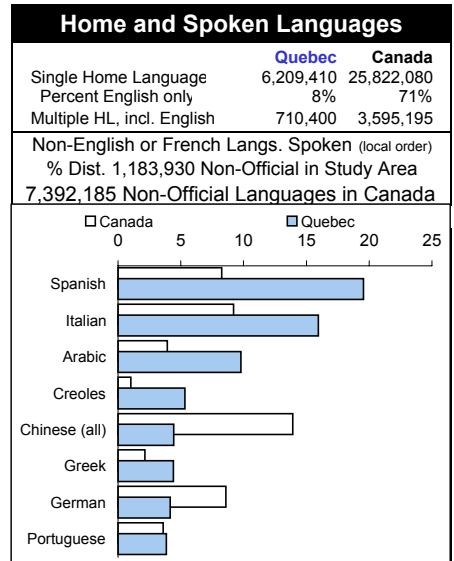 Home and Spoken Languages
Quebec Canada
Single Home Language 6,209,410 25,822,080
Percent English only 8% 71%
Multiple HL, incl. English 710,400 3,595,195
Non-English or French Langs. Spoken (local order)
% Dist. 1,183,930 Non-Official in Study Area
7,392,185 Non-Official Languages in Canada
Canada Quebec
0 5 10 15 20 25
Spanish
Italian
Arabic
Creoles
Chinese (all)
Greek
German
Portuguese